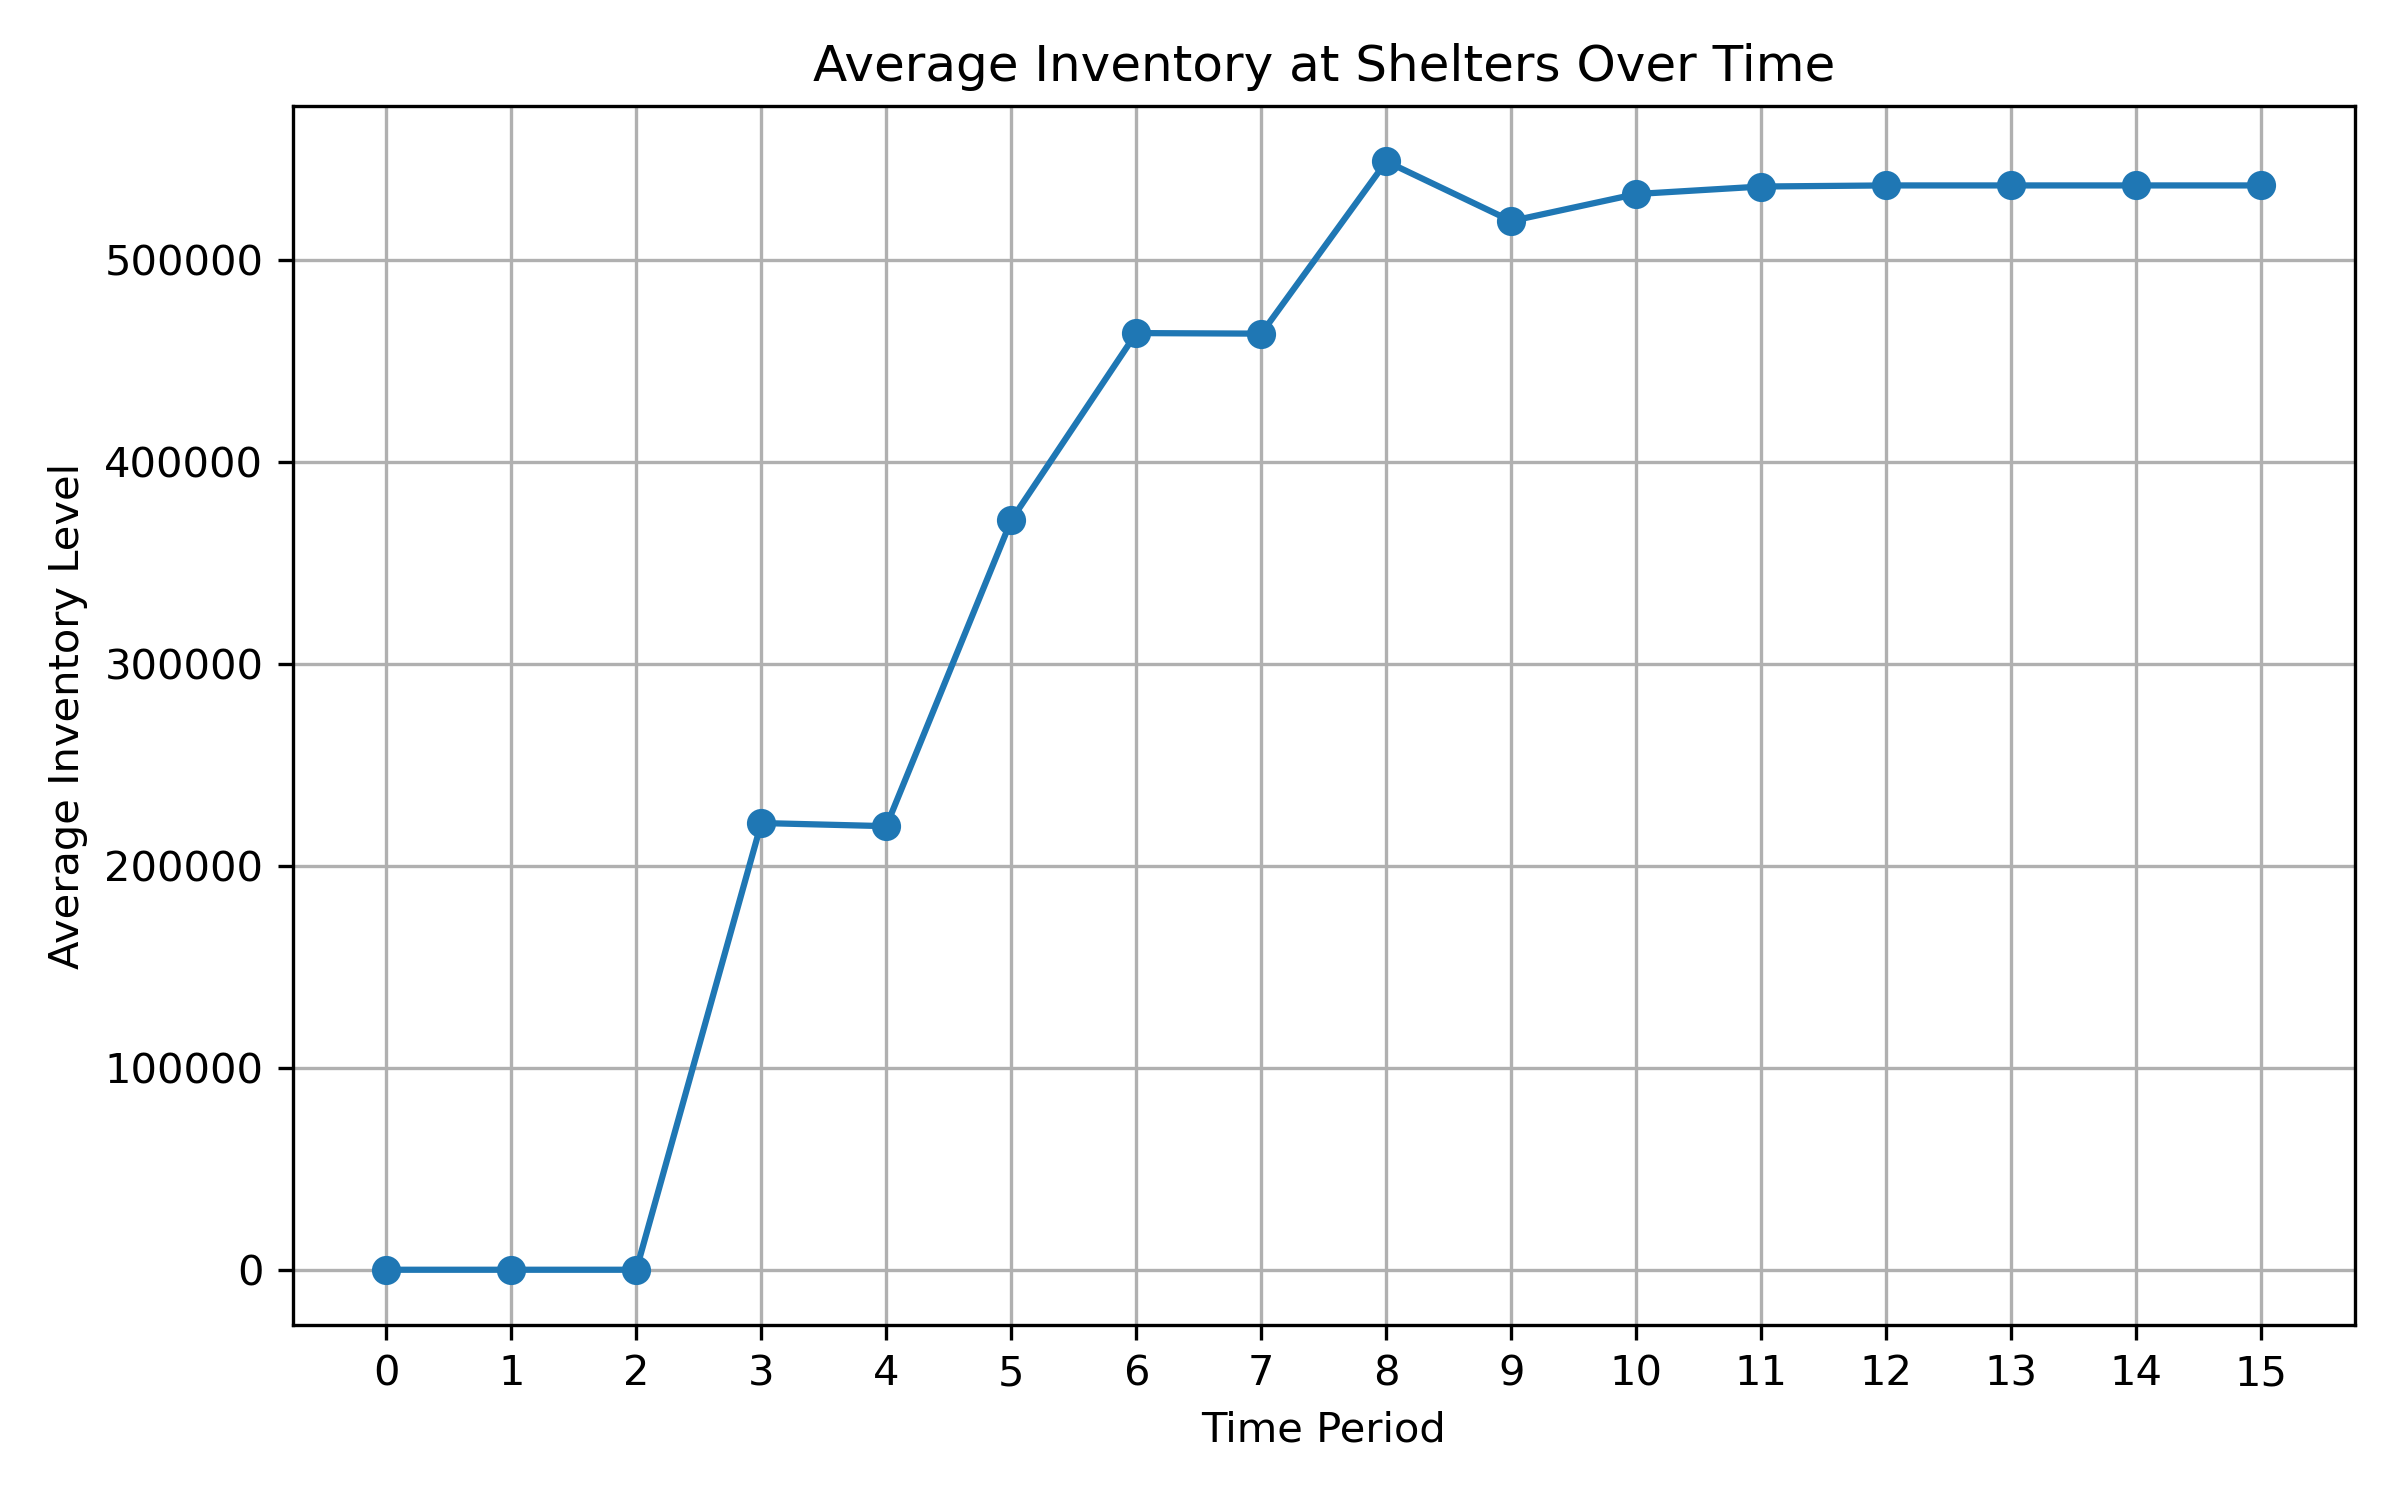 Average Inventory at Shelters Over Time
Average Inventory Level
500000
400000
300000
200000
100000
0
0 1 2 3 4 5 6 7 8 9 10 11 12 13 14 15
Time Period